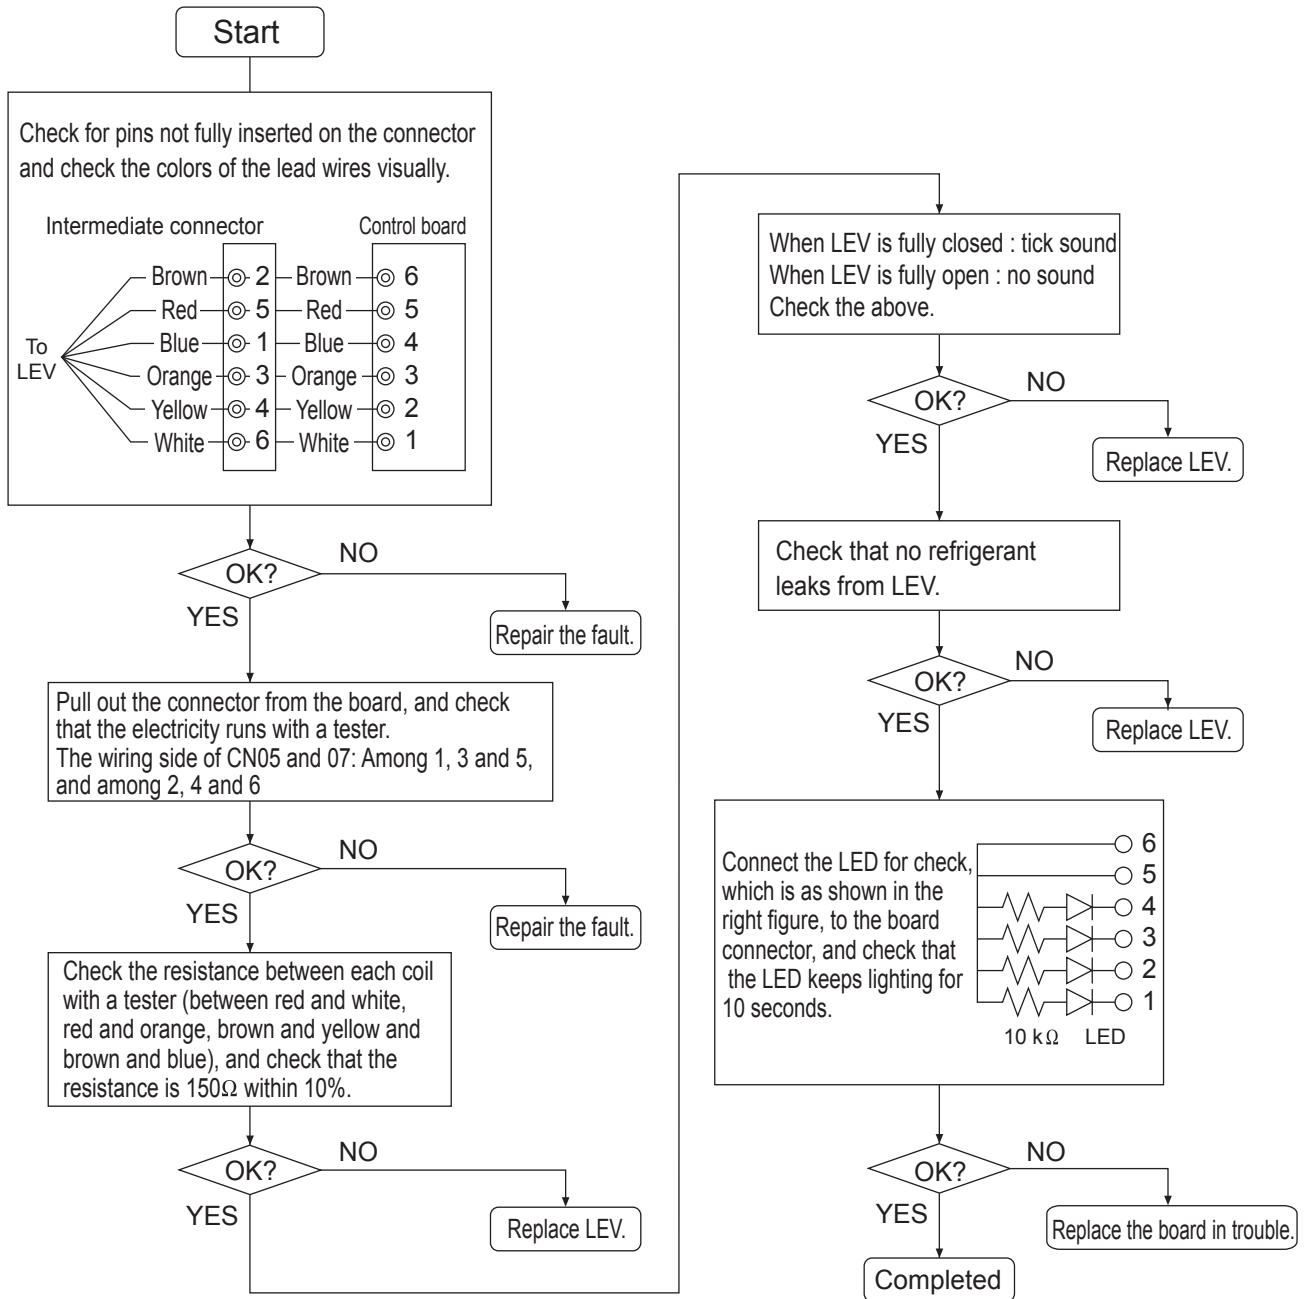 Start
Check for pins not fully inserted on the connector
and check the colors of the lead wires visually.
Intermediate connector
Control board
To
LEV
Brown 2 Brown 6
Red 5 Red 5
Blue 1 Blue 4
Orange 3 Orange 3
Yellow 4 Yellow 2
White 6 White 1
OK?
NO
YES
Repair the fault.
Pull out the connector from the board, and check
that the electricity runs with a tester.
The wiring side of CN05 and 07: Among 1, 3 and 5,
and among 2, 4 and 6
OK?
NO
YES
Repair the fault.
Check the resistance between each coil
with a tester (between red and white,
red and orange, brown and yellow and
brown and blue), and check that the
resistance is 150Ω within 10%.
OK?
NO
YES
Replace LEV.
When LEV is fully closed : tick sound
When LEV is fully open : no sound
Check the above.
OK?
NO
YES
Replace LEV.
Check that no refrigerant
leaks from LEV.
OK?
NO
YES
Replace LEV.
Connect the LED for check,
which is as shown in the
right figure, to the board
connector, and check that
the LED keeps lighting for
10 seconds.
6
5
4
3
2
1
10 kΩ LED
OK?
NO
YES
Replace the board in trouble.
Completed